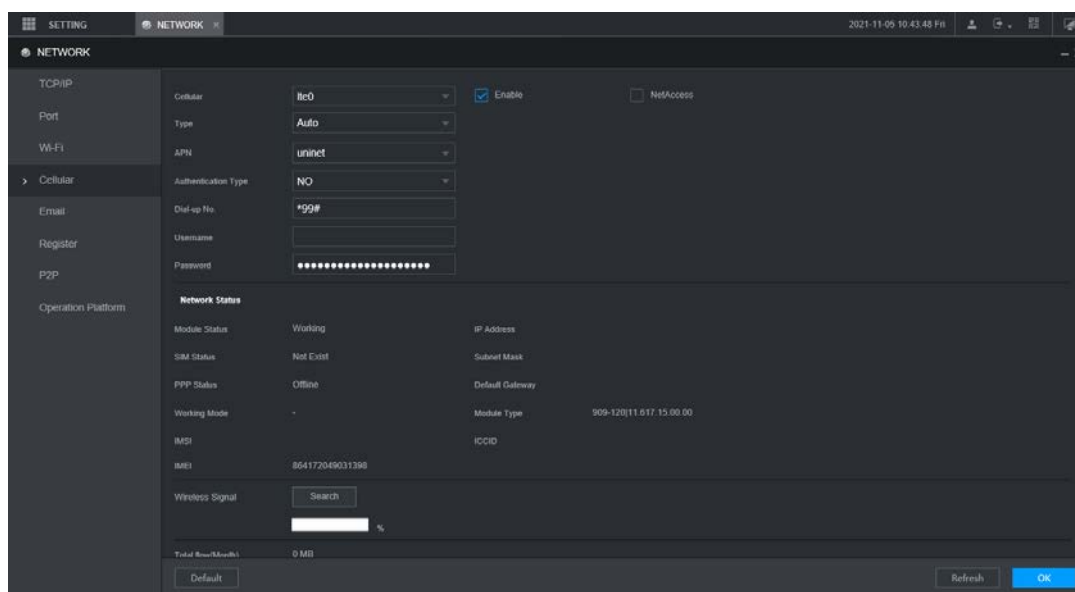 SETTING NETWORK × 2021-11-05 10:43:48 Fri
NETWORK
TCP/IP
Port
Wi-Fi
Cellular
Email
Register
P2P
Operation Platform
Cellular lte0 Enable NetAccess
Type Auto
APN uninet
Authentication Type NO
Dial-up No. *99#
Username
Password ●●●●●●●●●●●●●●●●●●●●
Network Status
Module Status Working IP Address
SIM Status Not Exist Subnet Mask
PPP Status Offline Default Gateway
Working Mode - Module Type 909-120|11.617.15.00.00
IMSI ICCID
IMEI 864172049031398
Wireless Signal Search
%
Total flow(Month) 0 MB
Default Refresh OK